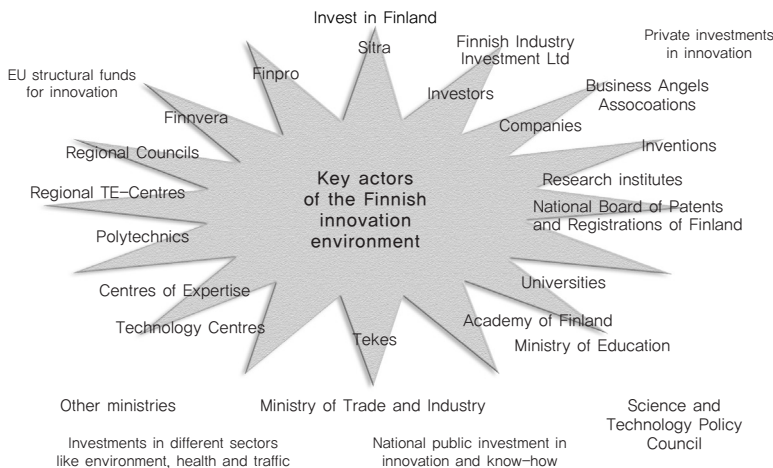 Invest in Finland
Sitra
Finnish Industry
Investment Ltd
Private investments
in innovation
EU structural funds
for innovation
Finpro
Investors
Business Angels
Assocoations
Finnvera
Companies
Regional Councils
Inventions
Key actors
of the Finnish
innovation
environment
Research institutes
Regional TE-Centres
National Board of Patents
and Registrations of Finland
Polytechnics
Universities
Centres of Expertise
Academy of Finland
Technology Centres
Tekes
Ministry of Education
Other ministries
Ministry of Trade and Industry
Science and
Technology Policy
Council
Investments in different sectors
like environment, health and traffic
National public investment in
innovation and know-how